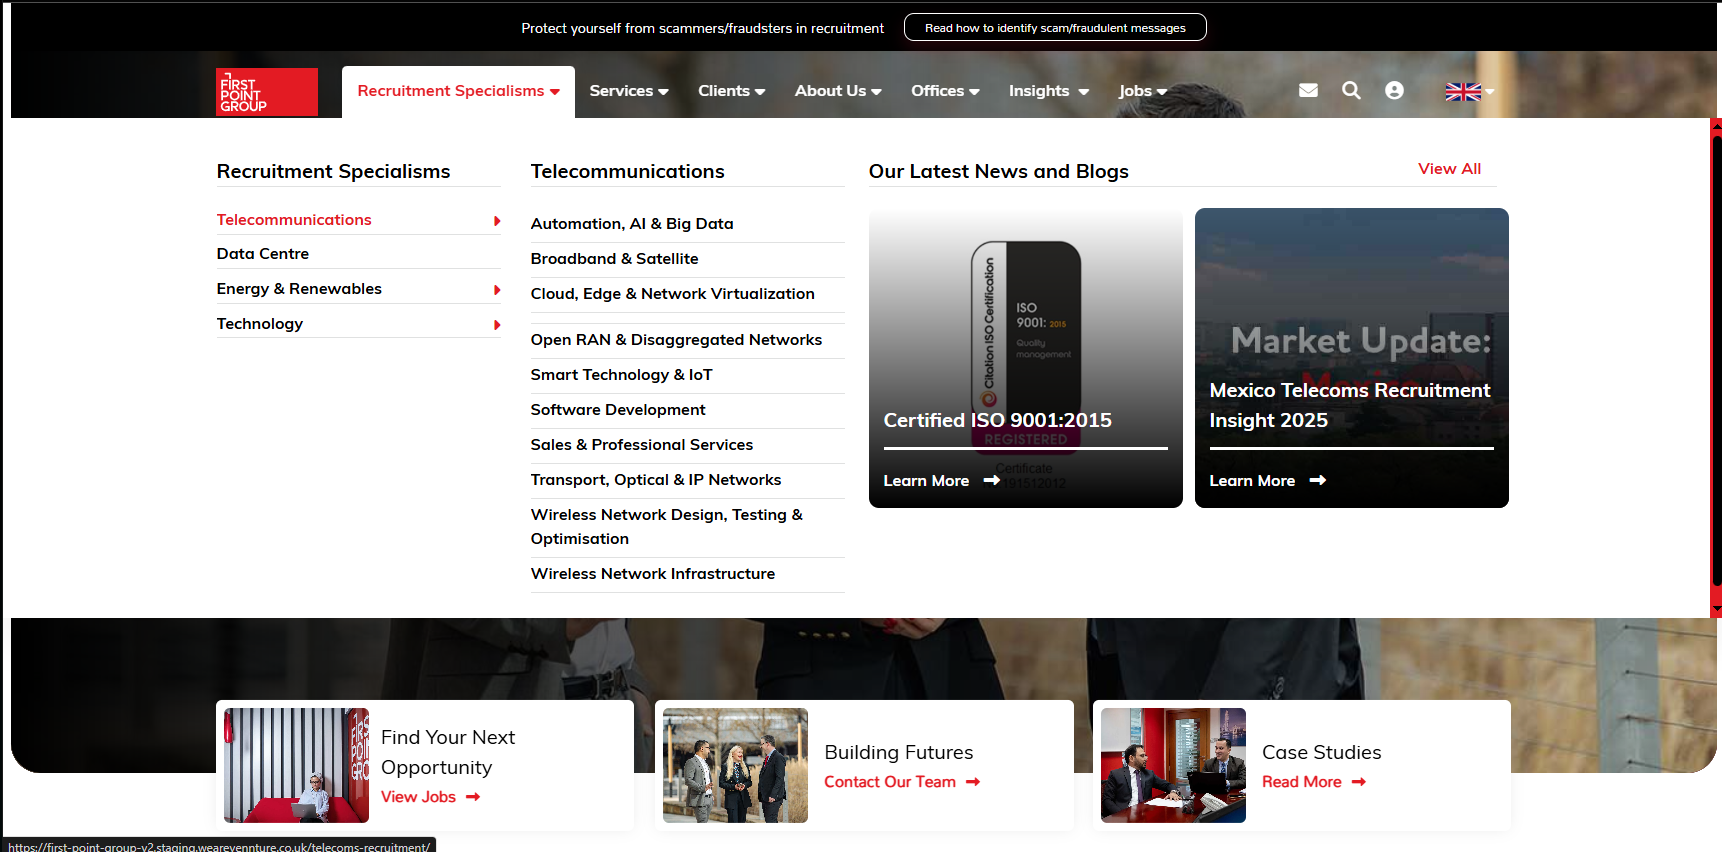 Protect yourself from scammers/fraudsters in recruitment
Read how to identify scam/fraudulent messages
FIRST
POINT
GROUP
Recruitment Specialisms
Services
Clients
About Us
Offices
Insights
Jobs
Recruitment Specialisms
Telecommunications
Data Centre
Energy & Renewables
Technology
Telecommunications
Automation, AI & Big Data
Broadband & Satellite
Cloud, Edge & Network Virtualization
Open RAN & Disaggregated Networks
Smart Technology & IoT
Software Development
Sales & Professional Services
Transport, Optical & IP Networks
Wireless Network Design, Testing &
Optimisation
Wireless Network Infrastructure
Our Latest News and Blogs
View All
Citation ISO Certification
ISO
9001: 2015
Quality
management
REGISTERED
Certificate
191512012
Certified ISO 9001:2015
Learn More
Market Update:
Mexico
Mexico Telecoms Recruitment
Insight 2025
Learn More
Find Your Next
Opportunity
View Jobs
Building Futures
Contact Our Team
Case Studies
Read More
https://first-point-group-v2.staging.wearevennture.co.uk/telecoms-recruitment/